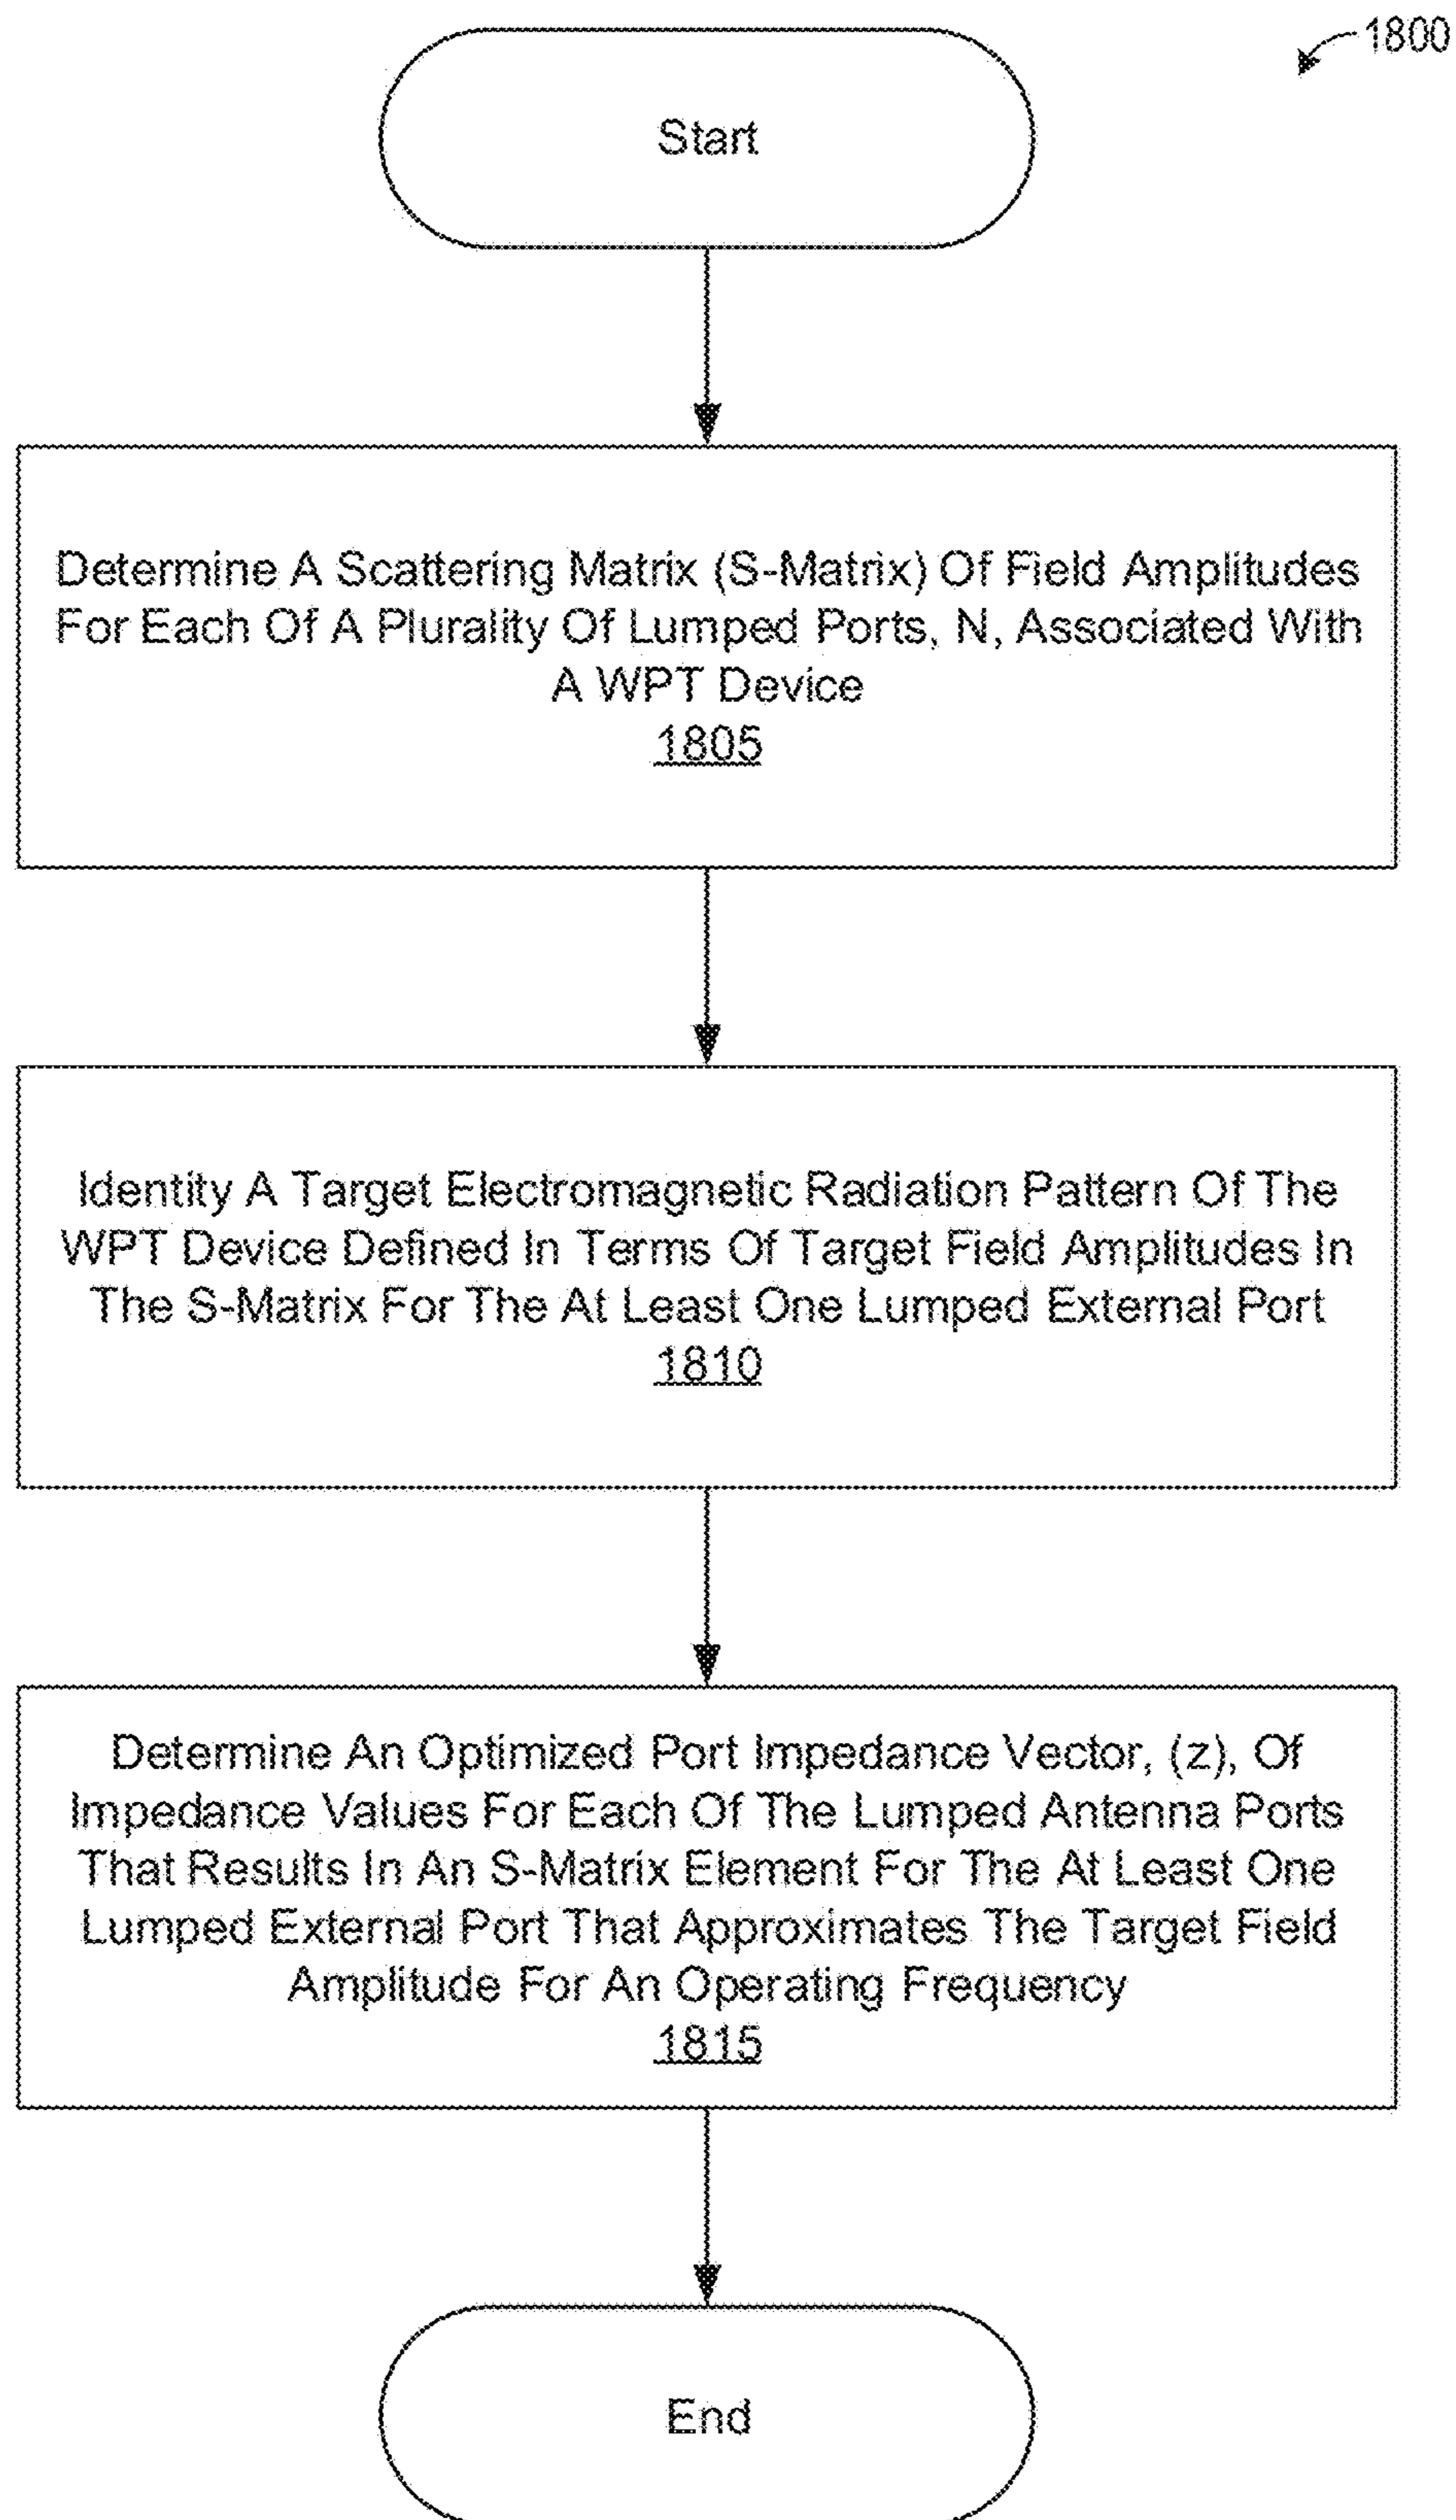 1800
Start
Determine A Scattering Matrix (S-Matrix) Of Field Amplitudes
For Each Of A Plurality Of Lumped Ports, N, Associated With
A WPT Device
1805
Identity A Target Electromagnetic Radiation Pattern Of The
WPT Device Defined In Terms Of Target Field Amplitudes In
The S-Matrix For The At Least One Lumped External Port
1810
Determine An Optimized Port Impedance Vector, (z), Of
Impedance Values For Each Of The Lumped Antenna Ports
That Results In An S-Matrix Element For The At Least One
Lumped External Port That Approximates The Target Field
Amplitude For An Operating Frequency
1815
End